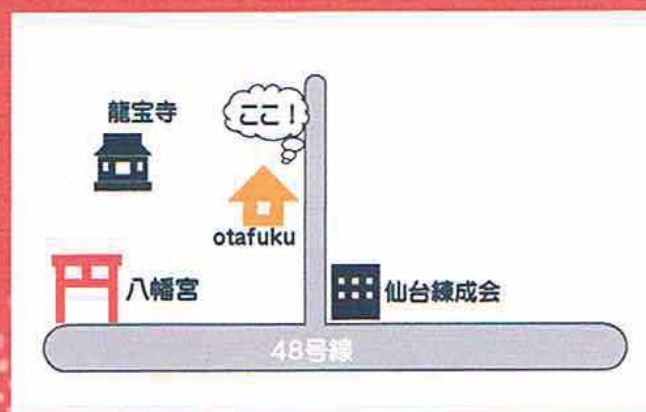 龍宝寺
ここ！
otafuku
八幡宮
仙台練成会
48号線